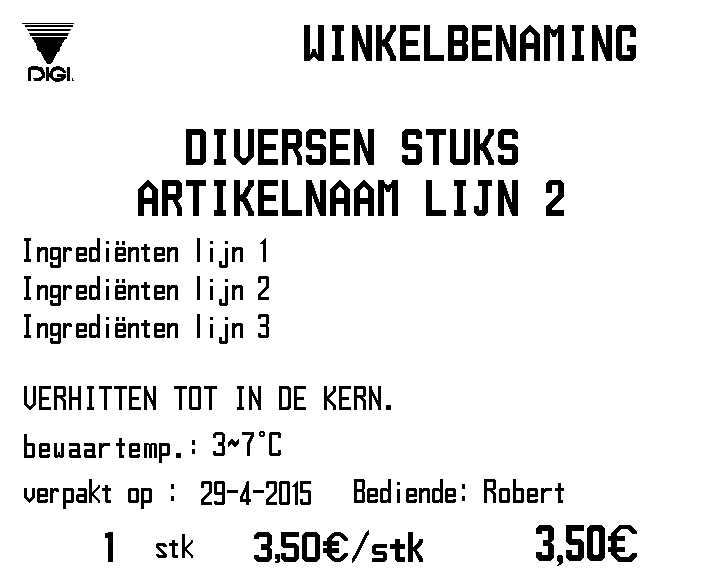 DIGI.
WINKELBENAMING
DIVERSEN STUKS
ARTIKELNAAM LIJN 2
Ingrediënten lijn 1
Ingrediënten lijn 2
Ingrediënten lijn 3
VERHITTEN TOT IN DE KERN.
bewaartemp.: 3~7°C
verpakt op : 29-4-2015 Bediende: Robert
1 stk 3,50€/stk 3,50€